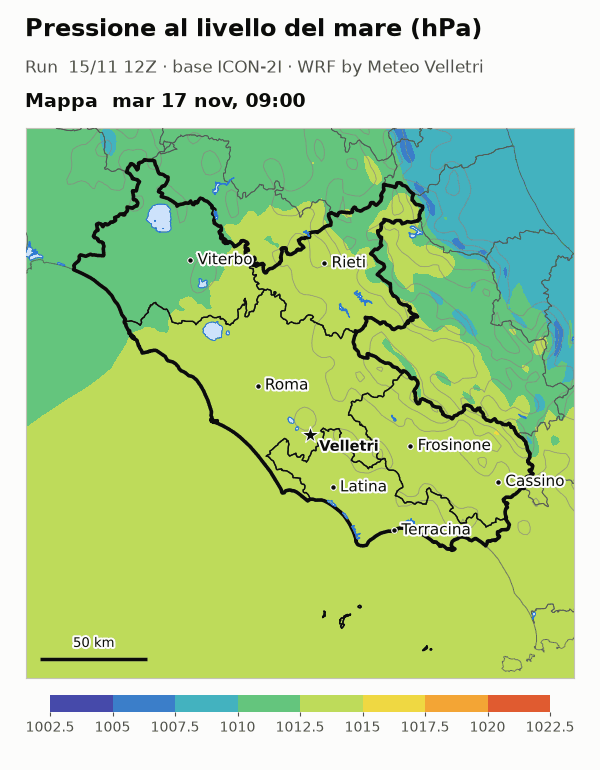 Pressione al livello del mare (hPa)
Run  15/11 12Z · base ICON-2I · WRF by Meteo Velletri
Mappa  mar 17 nov, 09:00
Viterbo
Rieti
Roma
Velletri
Frosinone
Latina
Cassino
Terracina
50 km
1002.5 1005 1007.5 1010 1012.5 1015 1017.5 1020 1022.5